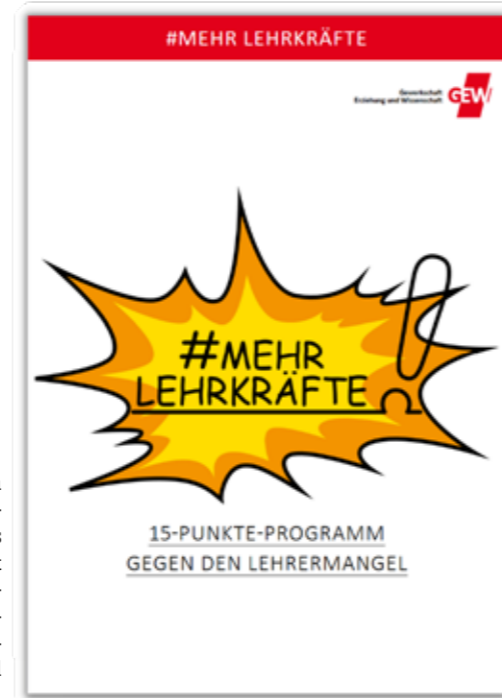 #MEHR LEHRKRÄFTE
Gewerkschaft
Erziehung und Wissenschaft
GEW
#MEHR
LEHRKRÄFTE
15-PUNKTE-PROGRAMM
GEGEN DEN LEHRERMANGEL